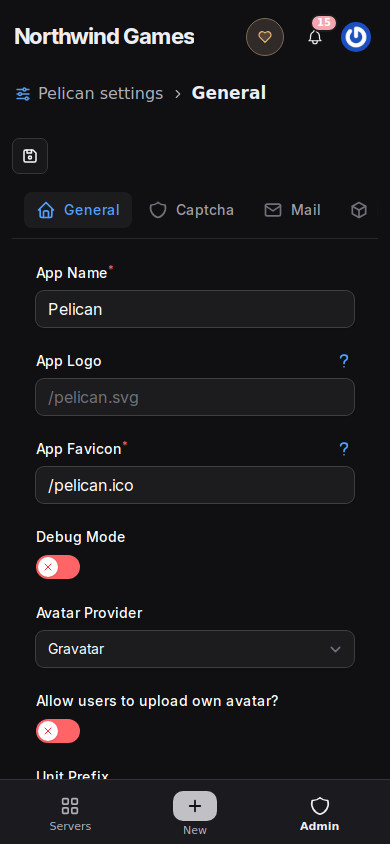 Northwind Games
15
Pelican settings > General
General Captcha Mail
App Name*
Pelican
App Logo ?
/pelican.svg
App Favicon* ?
/pelican.ico
Debug Mode
Avatar Provider
Gravatar
Allow users to upload own avatar?
Unit Prefix
Servers New Admin